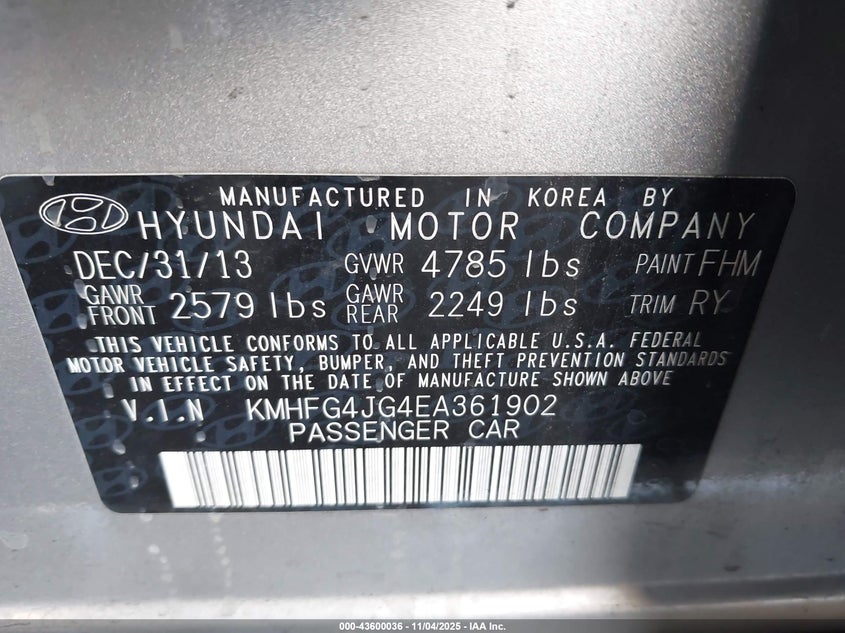 MANUFACTURED IN KOREA BY
HYUNDAI MOTOR COMPANY
DEC/31/13 GVWR 4785 lbs PAINT FHM
GAWR FRONT 2579 lbs GAWR REAR 2249 lbs TRIM RY
THIS VEHICLE CONFORMS TO ALL APPLICABLE U.S.A. FEDERAL
MOTOR VEHICLE SAFETY, BUMPER, AND THEFT PREVENTION STANDARDS
IN EFFECT ON THE DATE OF MANUFACTURE SHOWN ABOVE
V.I.N KMHFG4JG4EA361902
PASSENGER CAR
000-43600036 - 11/04/2025 - IAA Inc.